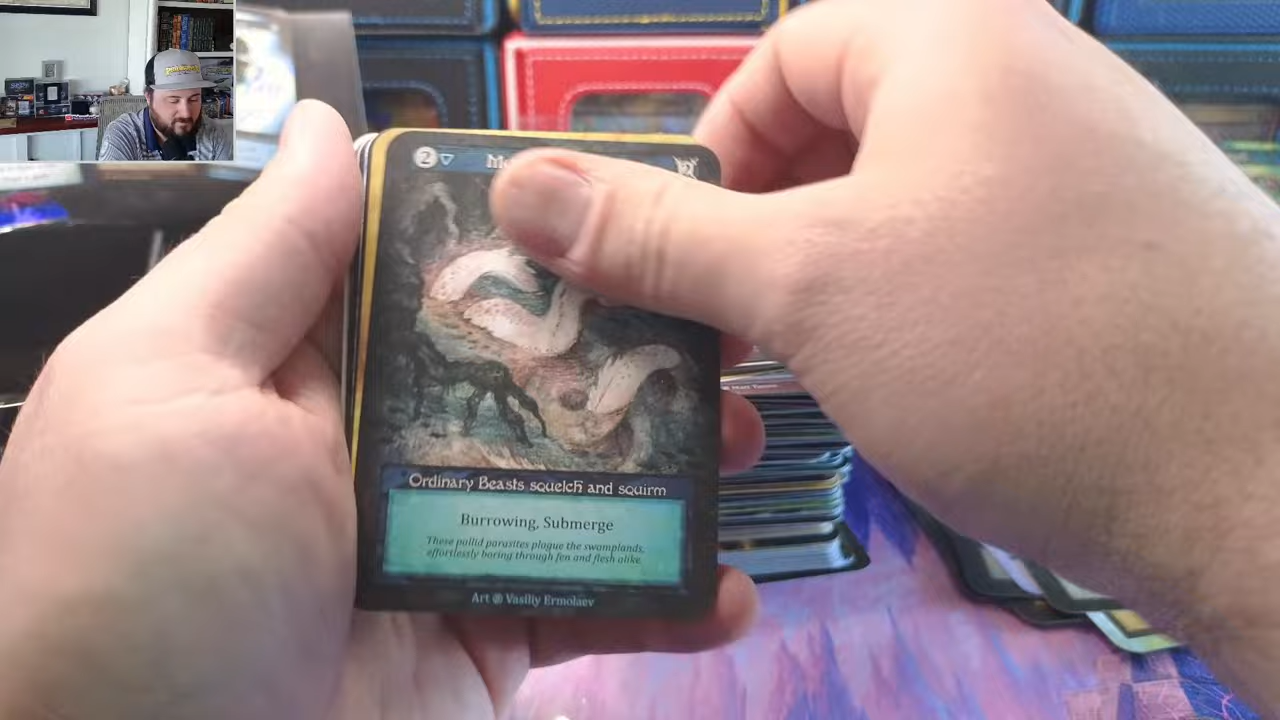 2
2
Ordinary Beasts squelch and squirm
Burrowing, Submerge
These pallid parasites plague the swamplands,
effortlessly boring through fen and flesh alike
Art @ Vasiliy Ermolaev